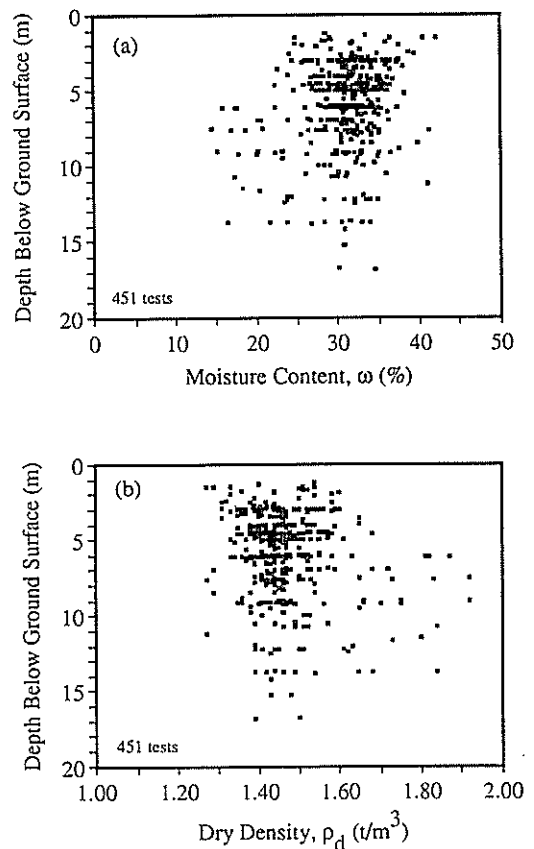 (a)
Depth Below Ground Surface (m)
0
5
10
15
20
451 tests
0 10 20 30 40 50
Moisture Content, ω (%)
(b)
Depth Below Ground Surface (m)
0
5
10
15
20
451 tests
1.00 1.20 1.40 1.60 1.80 2.00
Dry Density, ρd (t/m³)